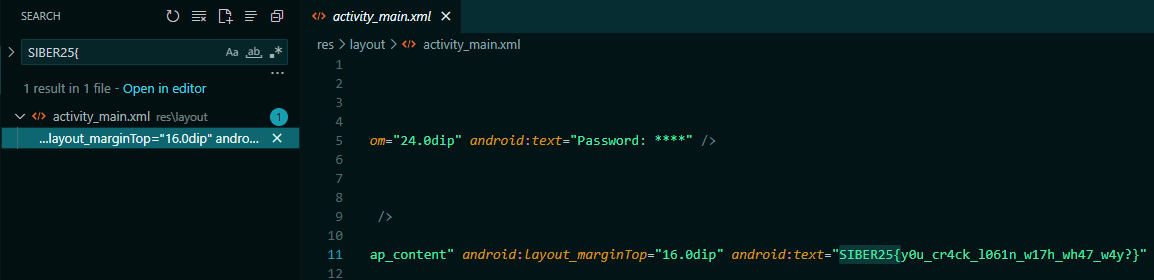 SEARCH
SIBER25{
Aa ab .*
1 result in 1 file - Open in editor
activity_main.xml res\layout 1
...layout_marginTop="16.0dip" andro...
activity_main.xml
res > layout > activity_main.xml
1
2
3
4
5 om="24.0dip" android:text="Password: ****" />
6
7
8
9 />
10
11 ap_content" android:layout_marginTop="16.0dip" android:text="SIBER25{y0u_cr4ck_l061n_w17h_wh47_w4y?}"
12